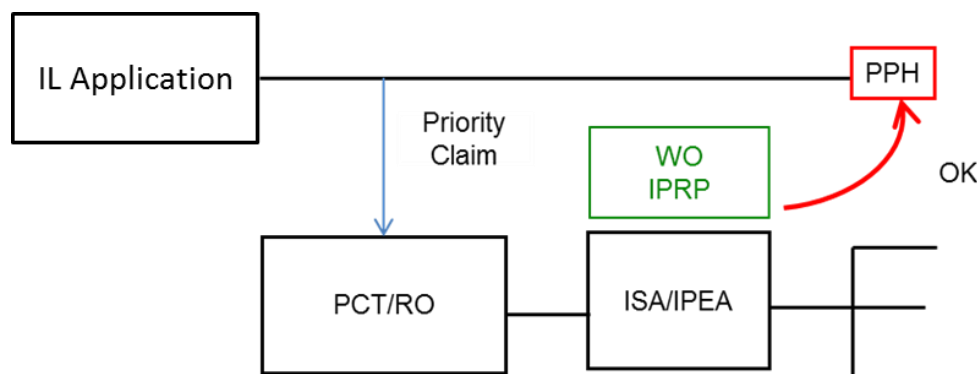 IL Application
PPH
Priority
Claim
WO
IPRP
OK
PCT/RO
ISA/IPEA